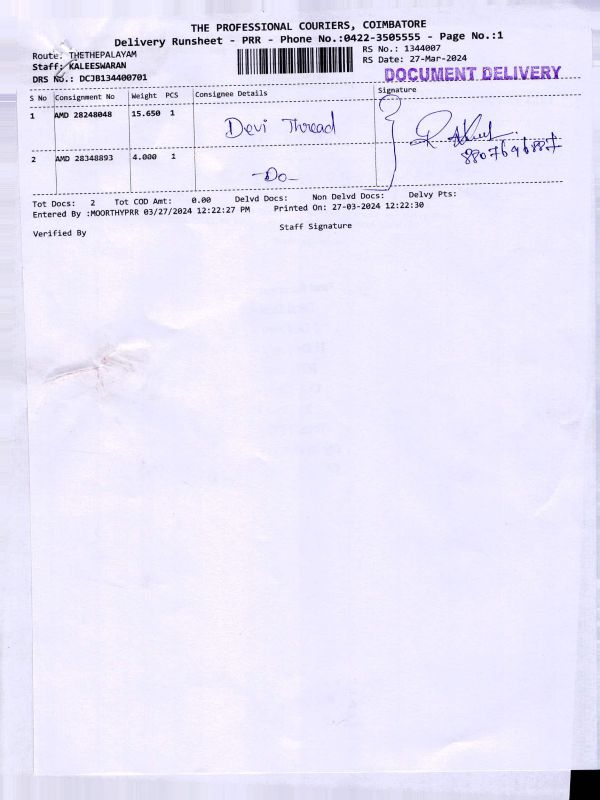 THE PROFESSIONAL COURIERS, COIMBATORE
Delivery Runsheet - PRR - Phone No.:0422-3505555 - Page No.:1
Route: THETHEPALAYAM RS No.: 1344007
Staff: KALEESWARAN RS Date: 27-Mar-2024
DRS No.: DCJB134400701 DOCUMENT DELIVERY
S No Consignment No Weight PCS Consignee Details Signature
1 AMD 28248048 15.650 1 Devi Thread
2 AMD 28348893 4.000 1 -Do-
Tot Docs: 2 Tot COD Amt: 0.00 Delvd Docs: Non Delvd Docs: Delvy Pts:
Entered By :MOORTHYPRR 03/27/2024 12:22:27 PM Printed On: 27-03-2024 12:22:30
Verified By Staff Signature